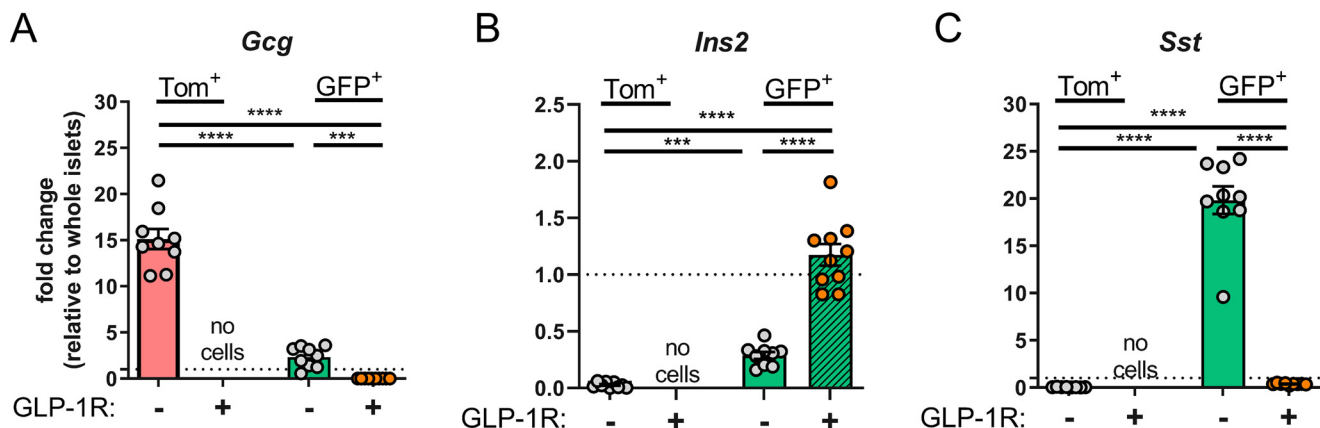 A
Gcg
Tom+
GFP+
****
****
***
fold change
(relative to whole islets)
30
25
20
15
10
5
0
no
cells
GLP-1R:
-
+
-
+
B
Ins2
Tom+
GFP+
****
***
****
2.5
2.0
1.5
1.0
0.5
0.0
no
cells
GLP-1R:
-
+
-
+
C
Sst
Tom+
GFP+
****
****
****
30
25
20
15
10
5
0
no
cells
GLP-1R:
-
+
-
+